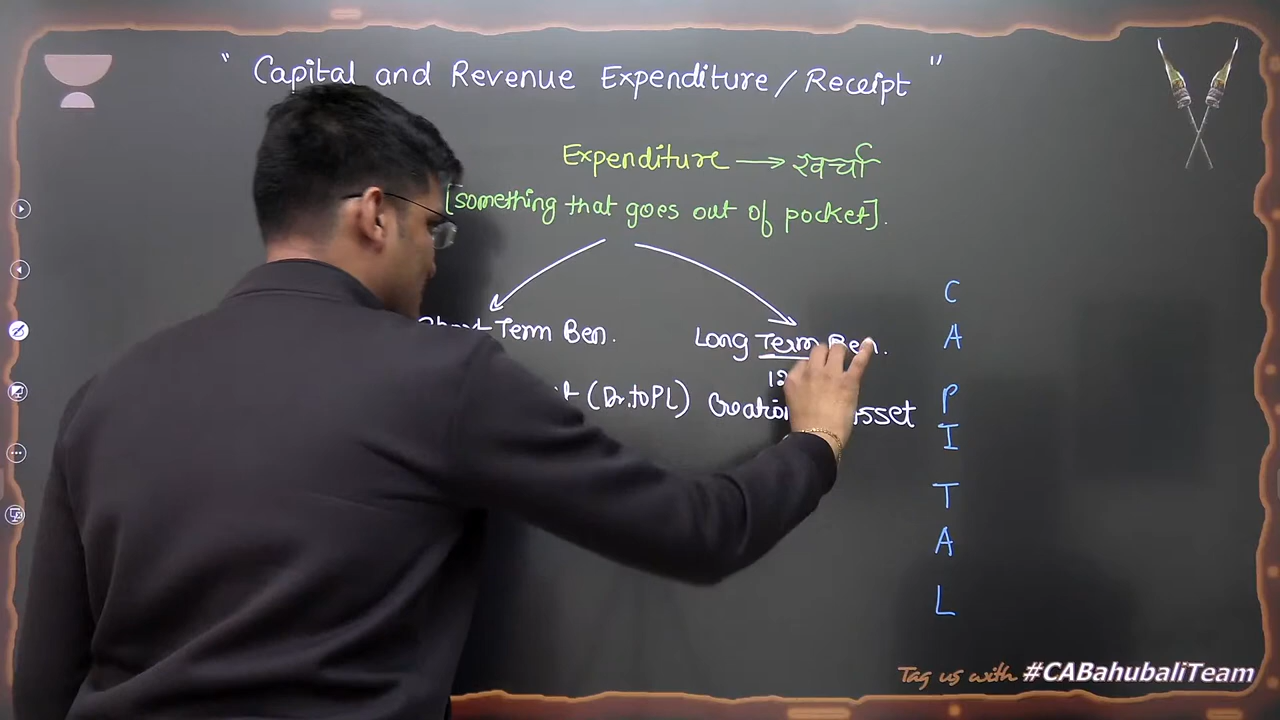 " Capital and Revenue Expenditure / Receipt "
Expenditure → खर्चा
[something that goes out of pocket].
Term Ben.
Long Term Ben.
(Dr. to PL)
Asset
C
A
P
I
T
A
L
Tag us with #CABahubaliTeam